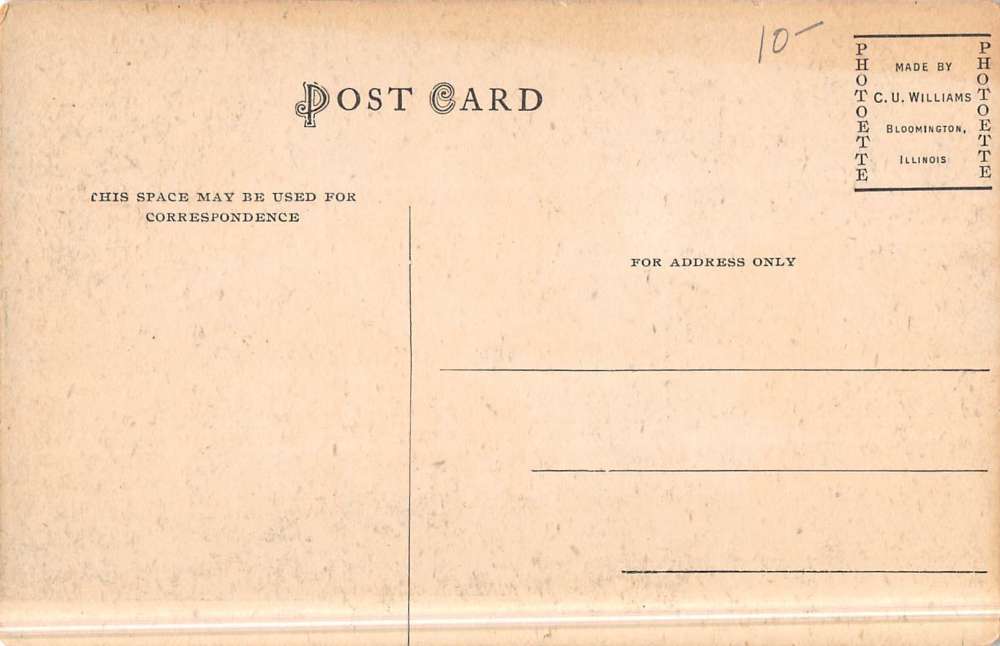 10-
POST CARD
PHOTOETTE
MADE BY
C. U. WILLIAMS
BLOOMINGTON,
ILLINOIS
PHOTOETTE
THIS SPACE MAY BE USED FOR
CORRESPONDENCE
FOR ADDRESS ONLY